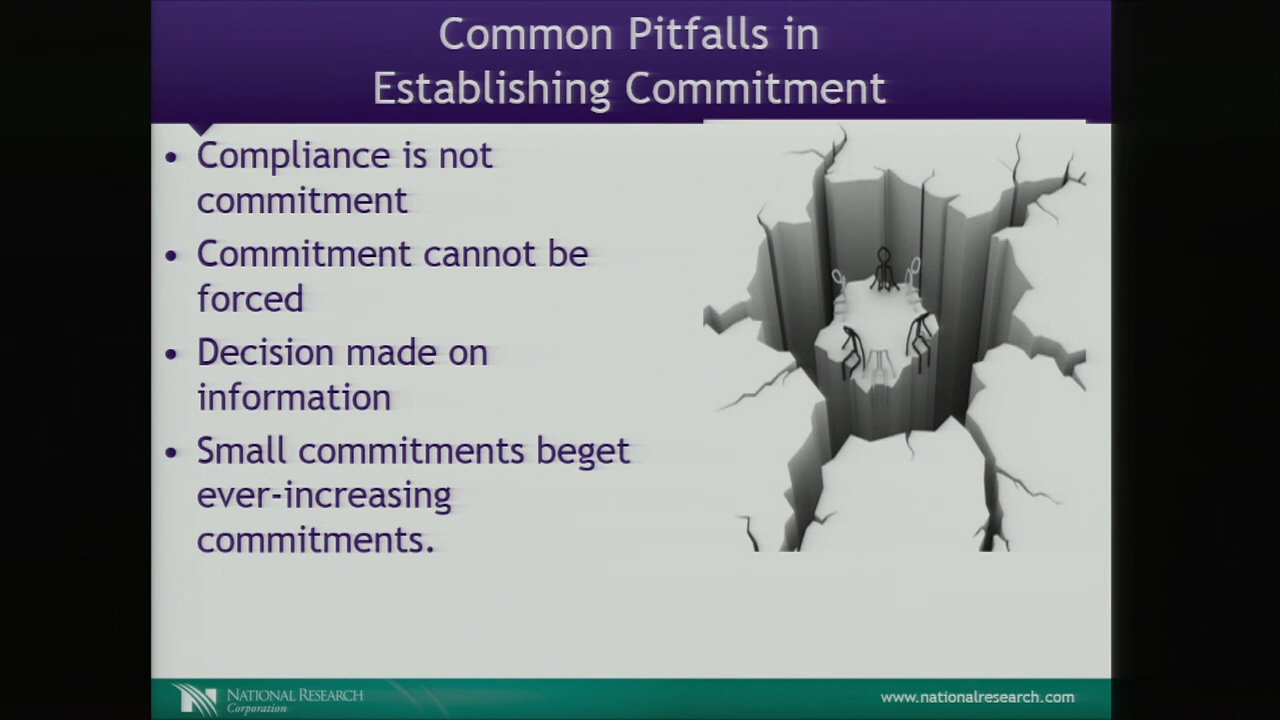 Common Pitfalls in
Establishing Commitment
• Compliance is not
commitment
• Commitment cannot be
forced
• Decision made on
information
• Small commitments beget
ever-increasing
commitments.
NATIONAL RESEARCH
Corporation
www.nationalresearch.com